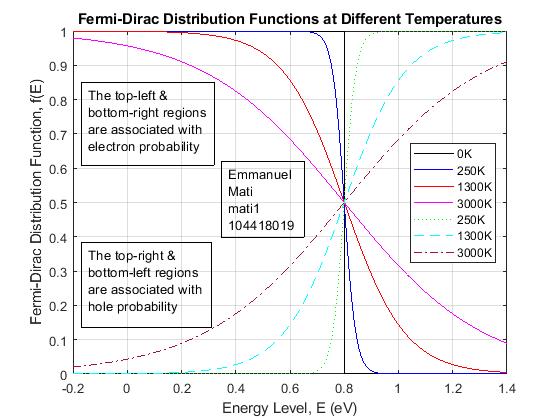 Fermi-Dirac Distribution Functions at Different Temperatures
1
0.9
0.8
0.7
0.6
0.5
0.4
0.3
0.2
0.1
0
Fermi-Dirac Distribution Function, f(E)
The top-left &
bottom-right regions
are associated with
electron probability
Emmanuel
Mati
mati1
104418019
The top-right &
bottom-left regions
are associated with
hole probability
0K
250K
1300K
3000K
250K
1300K
3000K
-0.2 0 0.2 0.4 0.6 0.8 1 1.2 1.4
Energy Level, E (eV)